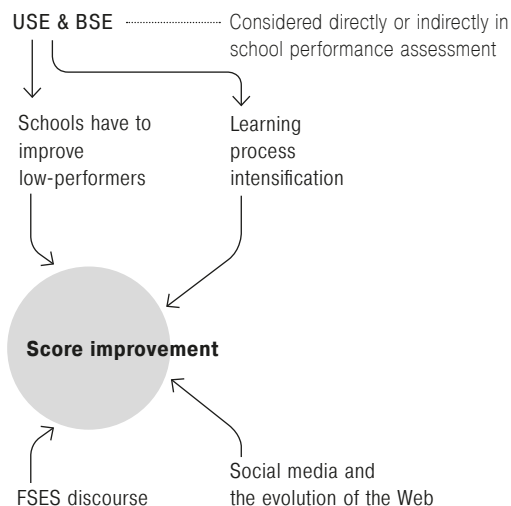 USE & BSE
Considered directly or indirectly in
school performance assessment
Schools have to
improve
low-performers
Learning
process
intensification
Score improvement
FSES discourse
Social media and
the evolution of the Web